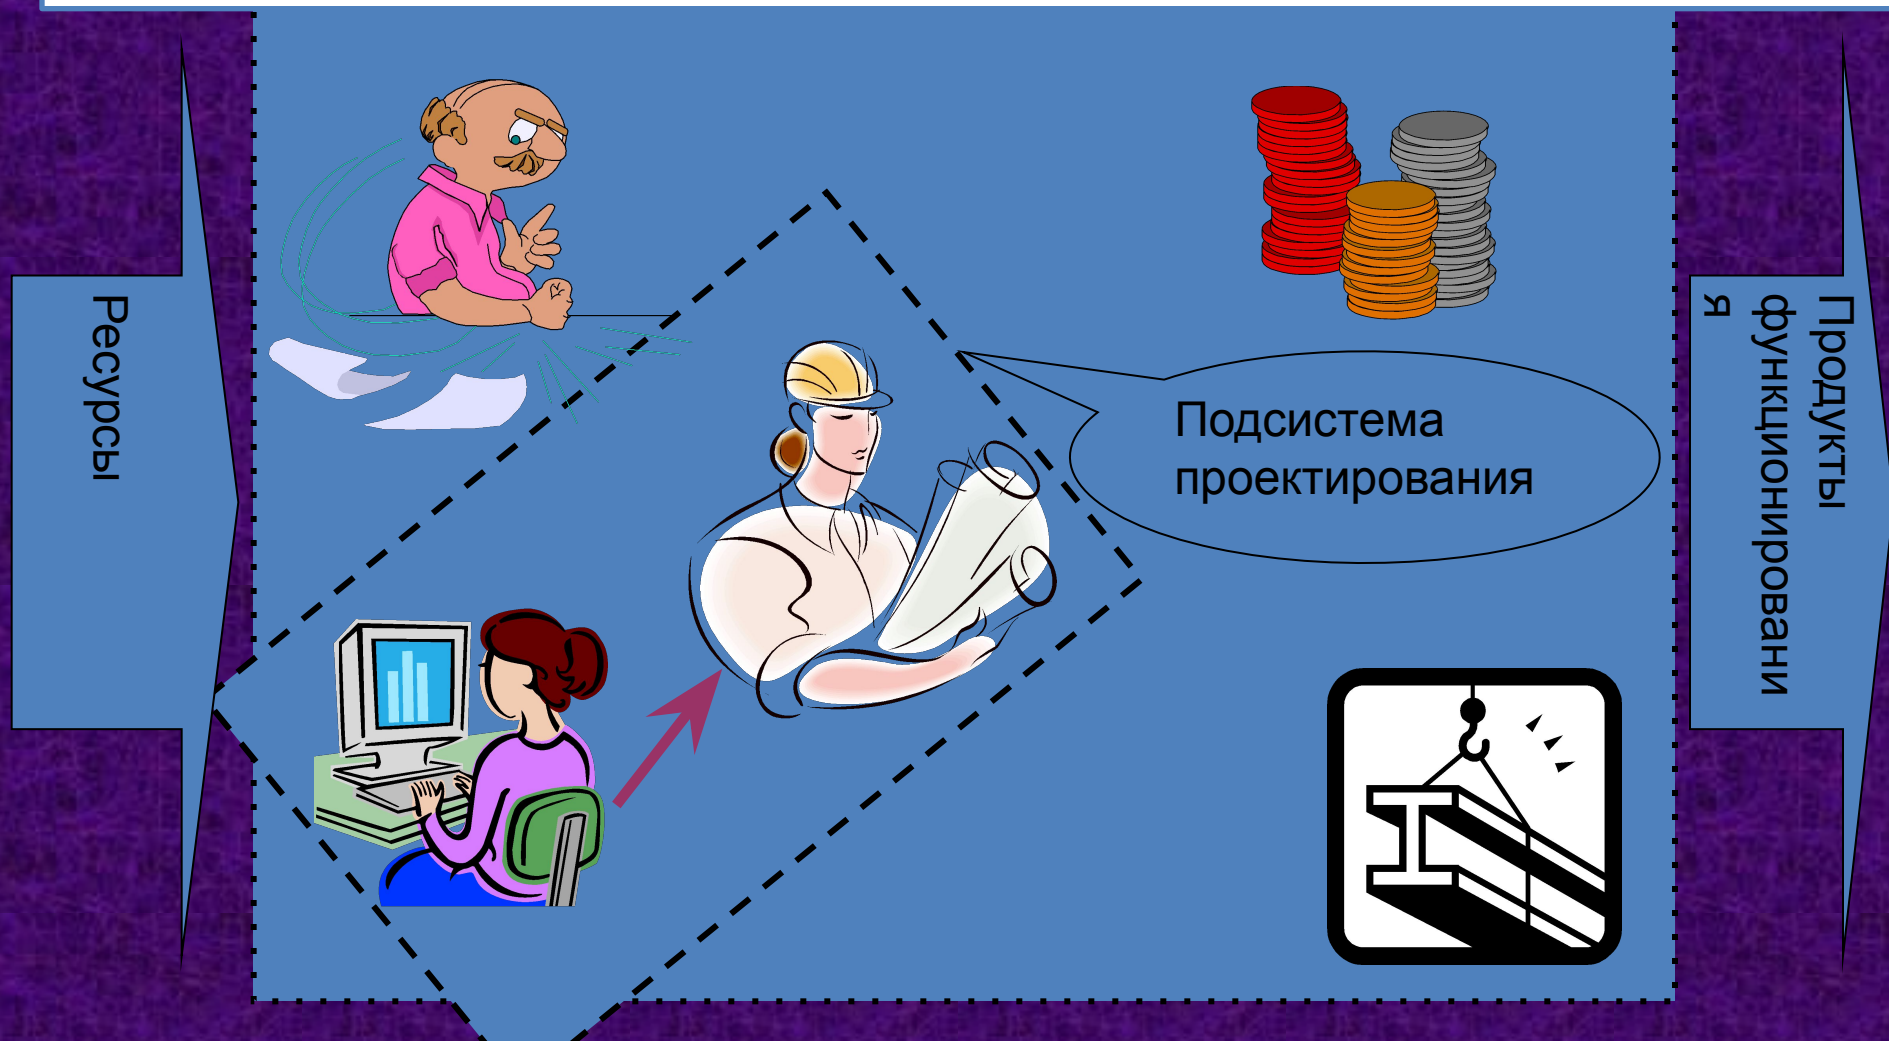 Ресурсы
Подсистема
проектирования
Продукты
функционировани
я